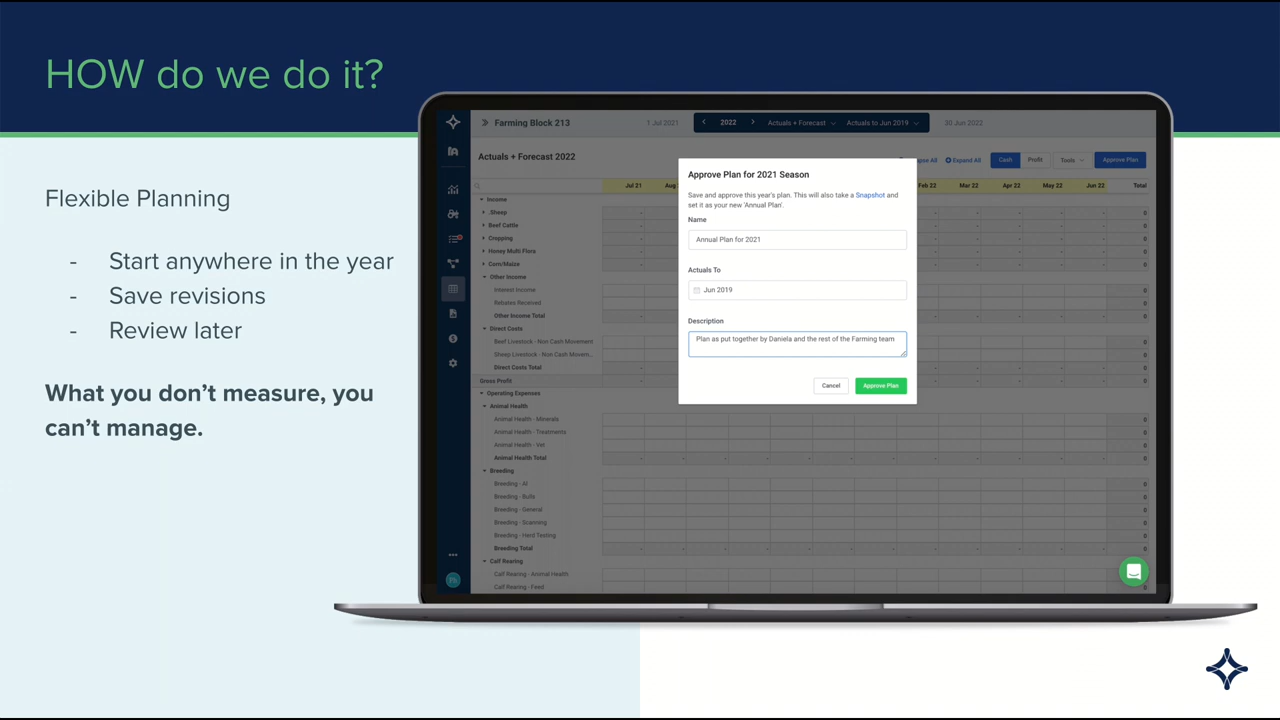 HOW do we do it?
Flexible Planning
- Start anywhere in the year
- Save revisions
- Review later
What you don’t measure, you
can’t manage.
Farming Block 213
1 Jul 2021
2022
Actuals + Forecast
Actuals to Jun 2019
30 Jun 2022
Actuals + Forecast 2022
Expand All
Cash
Profit
Tools
Approve Plan
Jul 21
Aug
Feb 22
Mar 22
Apr 22
May 22
Jun 22
Total
Income
Sheep
Beef Cattle
Cropping
Honey Multi Flora
Corn/Maize
Other Income
Interest Income
Rebates Received
Other Income Total
Direct Costs
Beef Livestock - Non Cash Movement
Sheep Livestock - Non Cash Movem...
Direct Costs Total
Gross Profit
Operating Expenses
Animal Health
Animal Health - Minerals
Animal Health - Treatments
Animal Health - Vet
Animal Health Total
Breeding
Breeding - AI
Breeding - Bulls
Breeding - General
Breeding - Scanning
Breeding - Herd Testing
Breeding Total
Calf Rearing
Calf Rearing - Animal Health
Calf Rearing - Feed
Approve Plan for 2021 Season
Save and approve this year's plan. This will also take a Snapshot and
set it as your new 'Annual Plan'.
Name
Annual Plan for 2021
Actuals To
Jun 2019
Description
Plan as put together by Daniela and the rest of the Farming team
Cancel
Approve Plan